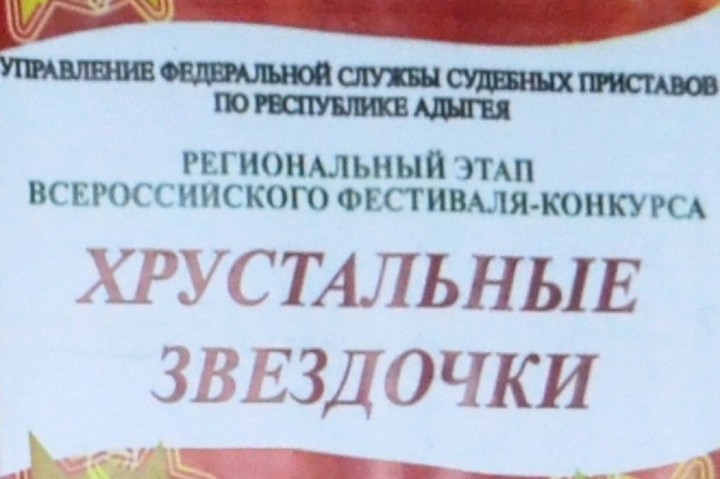 УПРАВЛЕНИЕ ФЕДЕРАЛЬНОЙ СЛУЖБЫ СУДЕБНЫХ ПРИСТАВОВ
ПО РЕСПУБЛИКЕ АДЫГЕЯ
РЕГИОНАЛЬНЫЙ ЭТАП
ВСЕРОССИЙСКОГО ФЕСТИВАЛЯ-КОНКУРСА
ХРУСТАЛЬНЫЕ
ЗВЕЗДОЧКИ